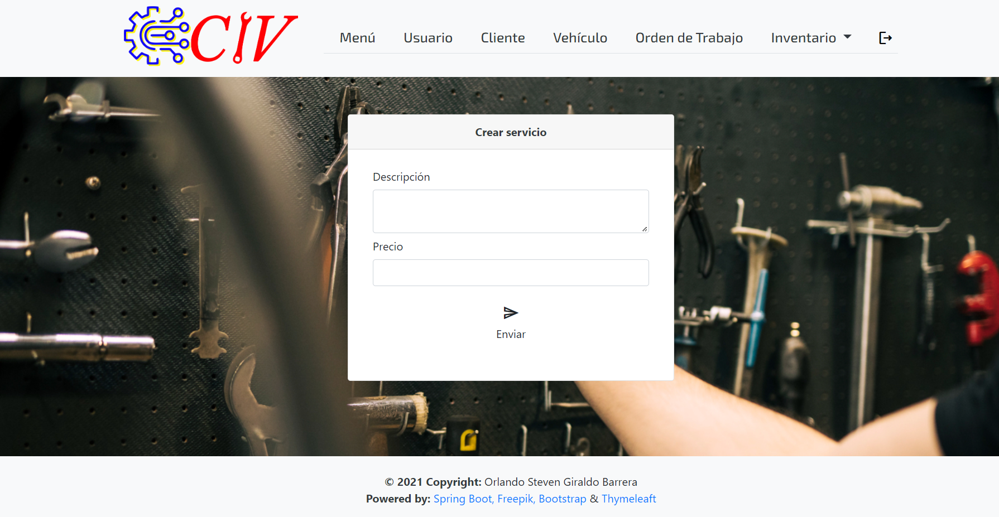 CIV
Menú Usuario Cliente Vehículo Orden de Trabajo Inventario
Crear servicio
Descripción
Precio
Enviar
© 2021 Copyright: Orlando Steven Giraldo Barrera
Powered by: Spring Boot, Freepik, Bootstrap & Thymeleaft